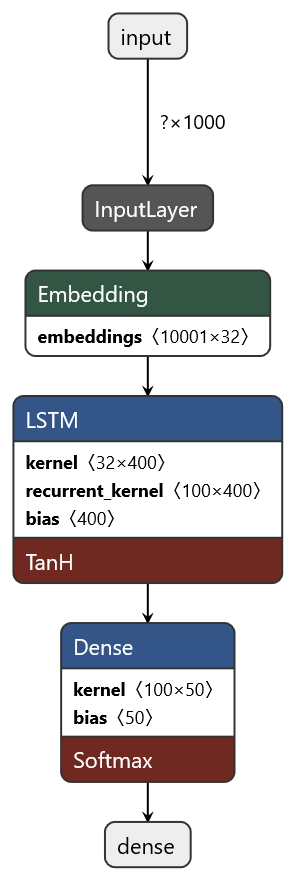 input
?×1000
InputLayer
Embedding
embeddings〈10001×32〉
LSTM
kernel〈32×400〉
recurrent_kernel〈100×400〉
bias〈400〉
TanH
Dense
kernel〈100×50〉
bias〈50〉
Softmax
dense